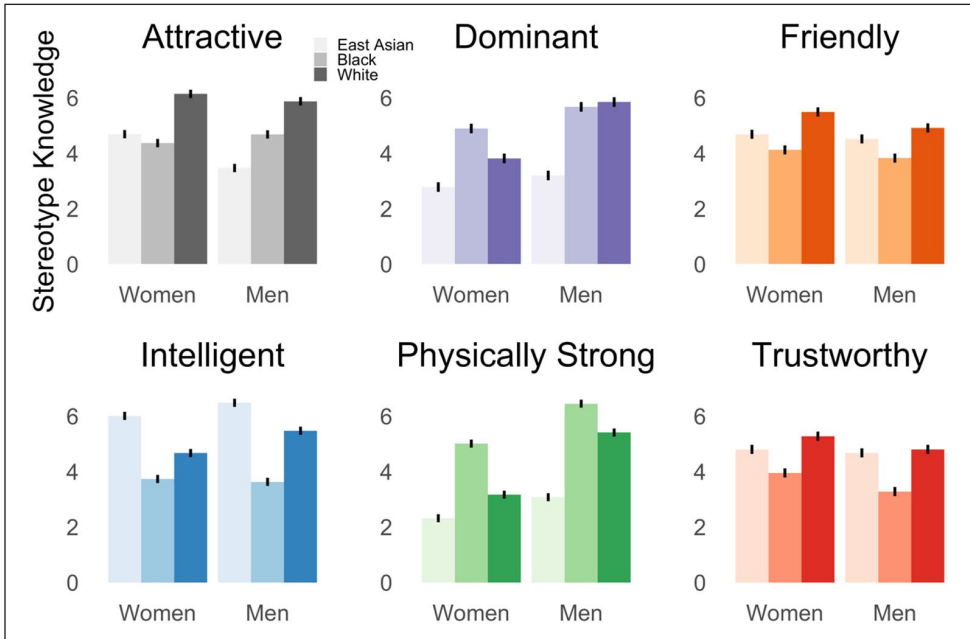 Attractive
East Asian
Black
White
Dominant
Friendly
Stereotype Knowledge
6
4
2
0
Women Men
6
4
2
0
Women Men
6
4
2
0
Women Men
Intelligent
Physically Strong
Trustworthy
6
4
2
0
Women Men
6
4
2
0
Women Men
6
4
2
0
Women Men